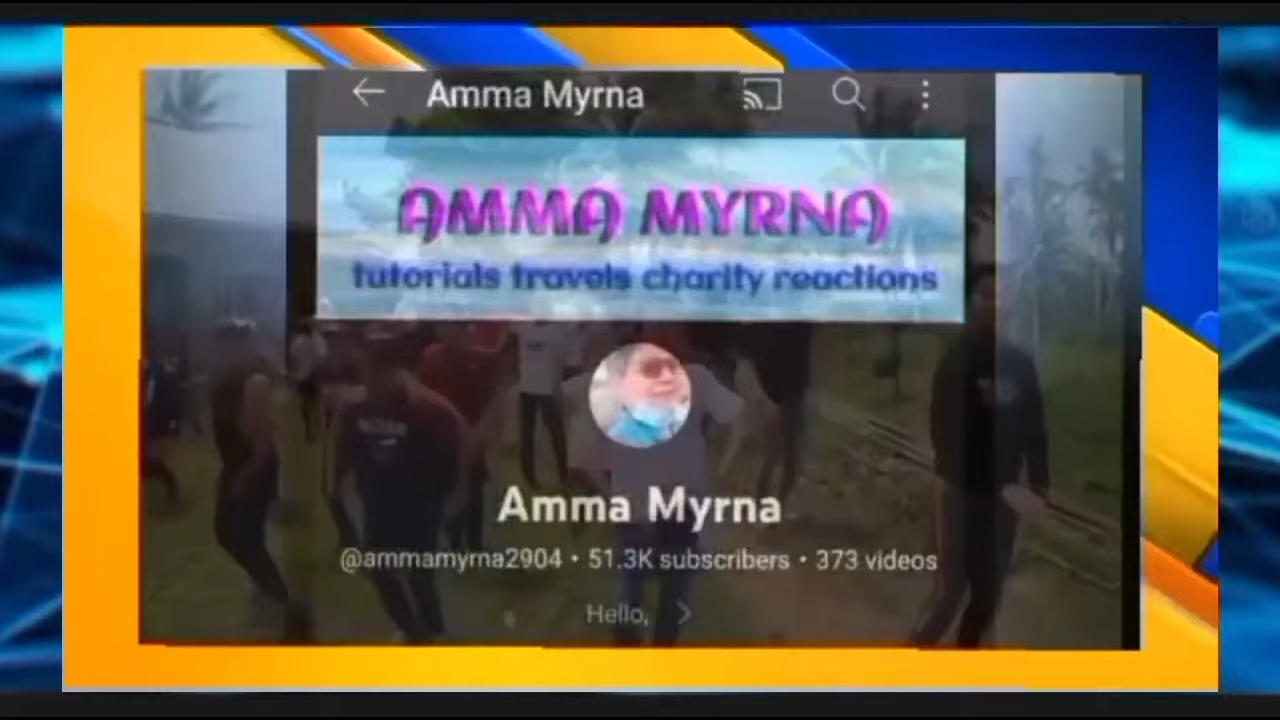 Amma Myrna
AMMA MYRNA
tutorials travels charity reactions
Amma Myrna
@ammamyrna2904 • 51.3K subscribers • 373 videos
Hello,